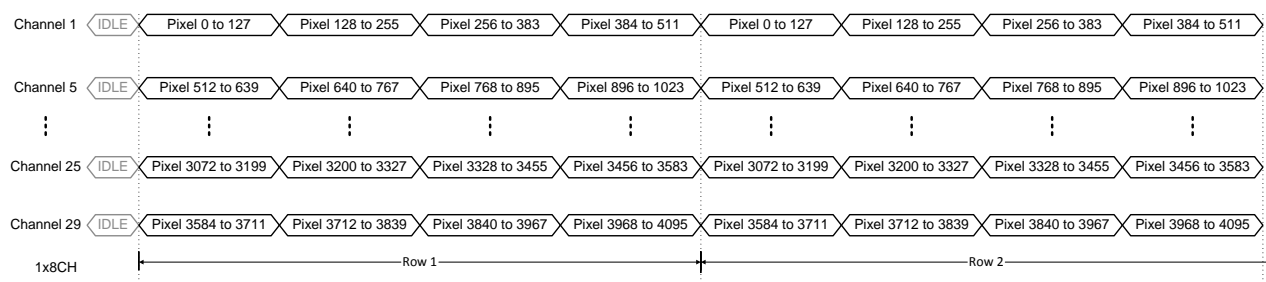 Channel 1 IDLE Pixel 0 to 127 Pixel 128 to 255 Pixel 256 to 383 Pixel 384 to 511 Pixel 0 to 127 Pixel 128 to 255 Pixel 256 to 383 Pixel 384 to 511
Channel 5 IDLE Pixel 512 to 639 Pixel 640 to 767 Pixel 768 to 895 Pixel 896 to 1023 Pixel 512 to 639 Pixel 640 to 767 Pixel 768 to 895 Pixel 896 to 1023
Channel 25 IDLE Pixel 3072 to 3199 Pixel 3200 to 3327 Pixel 3328 to 3455 Pixel 3456 to 3583 Pixel 3072 to 3199 Pixel 3200 to 3327 Pixel 3328 to 3455 Pixel 3456 to 3583
Channel 29 IDLE Pixel 3584 to 3711 Pixel 3712 to 3839 Pixel 3840 to 3967 Pixel 3968 to 4095 Pixel 3584 to 3711 Pixel 3712 to 3839 Pixel 3840 to 3967 Pixel 3968 to 4095
1x8CH Row 1 Row 2